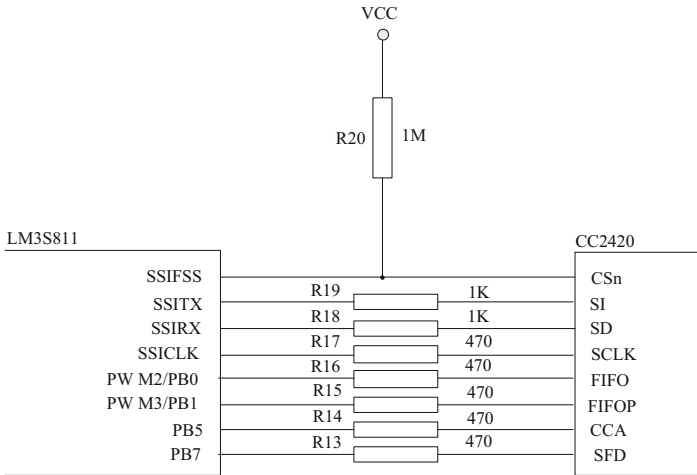 VCC
R20 1M
LM3S811
CC2420
SSIFSS CSn
R19 1K
SSITX SI
R18 1K
SSIRX SD
R17 470
SSICLK SCLK
R16 470
PW M2/PB0 FIFO
R15 470
PW M3/PB1 FIFOP
R14 470
PB5 CCA
R13 470
PB7 SFD